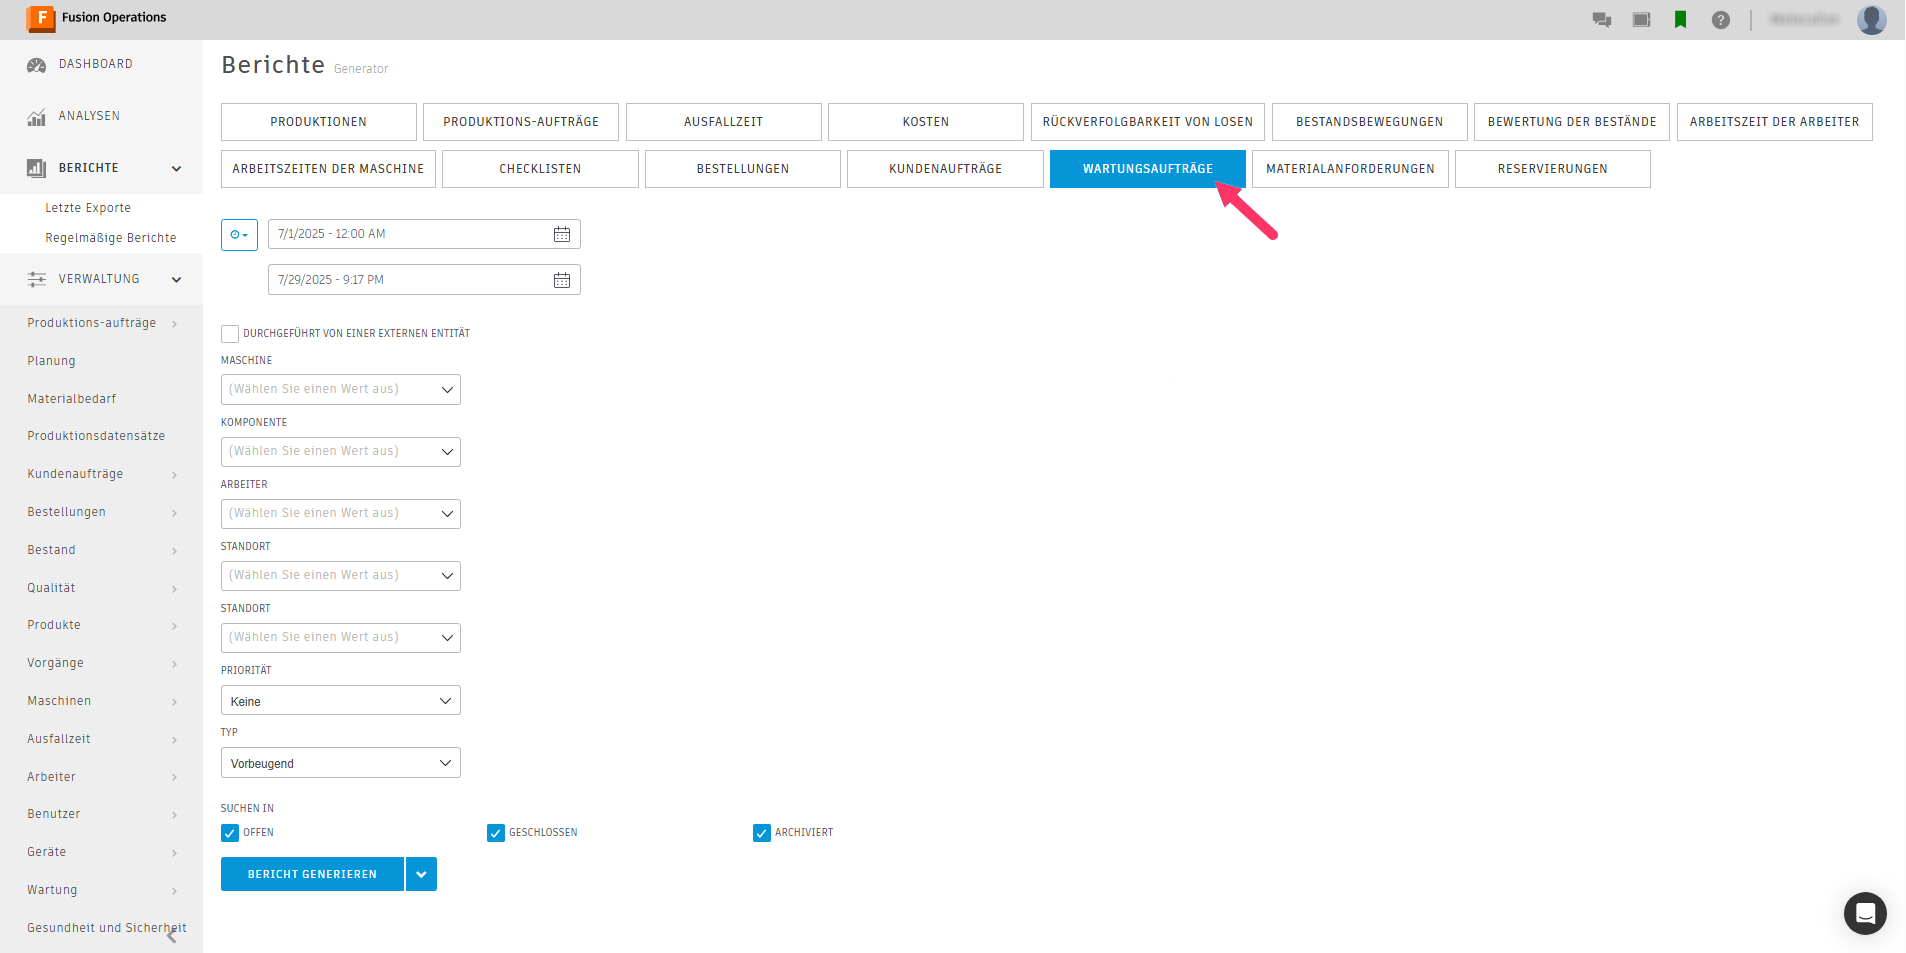 F Fusion Operations
?
DASHBOARD
ANALYSEN
BERICHTE
Letzte Exporte
Regelmäßige Berichte
VERWALTUNG
Produktions-aufträge
Planung
Materialbedarf
Produktionsdatensätze
Kundenaufträge
Bestellungen
Bestand
Qualität
Produkte
Vorgänge
Maschinen
Ausfallzeit
Arbeiter
Benutzer
Geräte
Wartung
Gesundheit und Sicherheit
Berichte Generator
PRODUKTIONEN PRODUKTIONS-AUFTRÄGE AUSFALLZEIT KOSTEN RÜCKVERFOLGBARKEIT VON LOSEN BESTANDSBEWEGUNGEN BEWERTUNG DER BESTÄNDE ARBEITSZEIT DER ARBEITER
ARBEITSZEITEN DER MASCHINE CHECKLISTEN BESTELLUNGEN KUNDENAUFTRÄGE WARTUNGSAUFTRÄGE MATERIALANFORDERUNGEN RESERVIERUNGEN
7/1/2025 - 12:00 AM
7/29/2025 - 9:17 PM
DURCHGEFÜHRT VON EINER EXTERNEN ENTITÄT
MASCHINE
(Wählen Sie einen Wert aus)
KOMPONENTE
(Wählen Sie einen Wert aus)
ARBEITER
(Wählen Sie einen Wert aus)
STANDORT
(Wählen Sie einen Wert aus)
STANDORT
(Wählen Sie einen Wert aus)
PRIORITÄT
Keine
TYP
Vorbeugend
SUCHEN IN
OFFEN GESCHLOSSEN ARCHIVIERT
BERICHT GENERIEREN